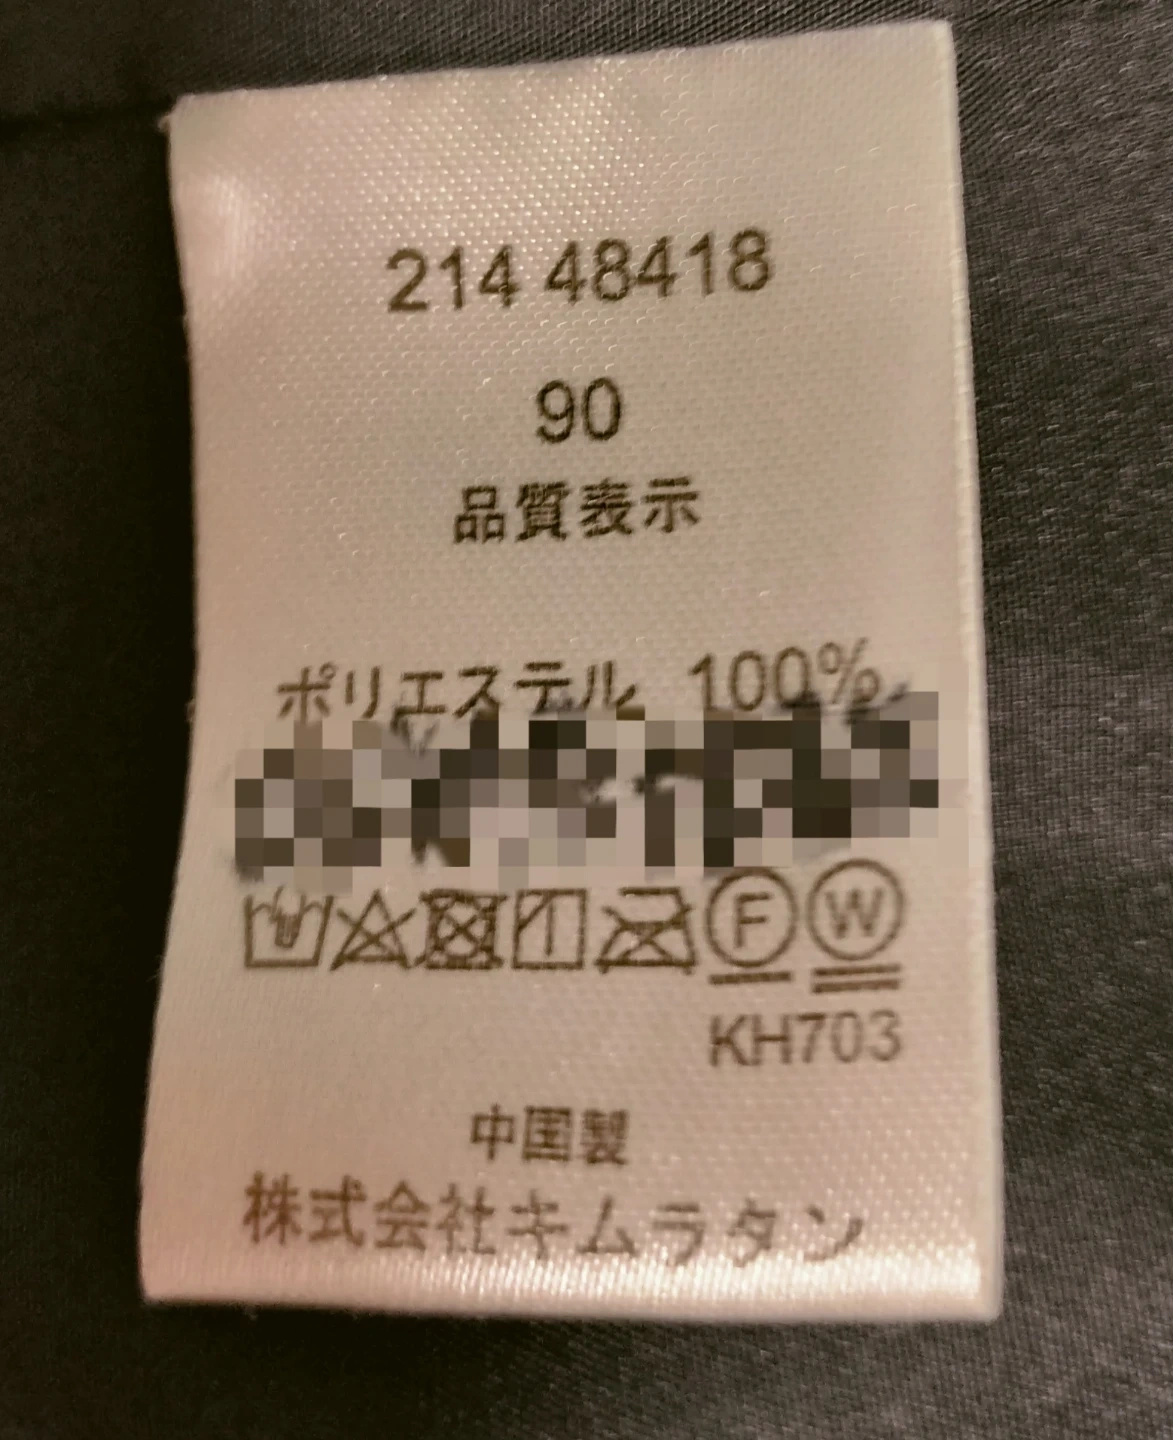 214 48418
90
品質表示
ポリエステル 100%
F W
KH703
中国製
株式会社キムラタン